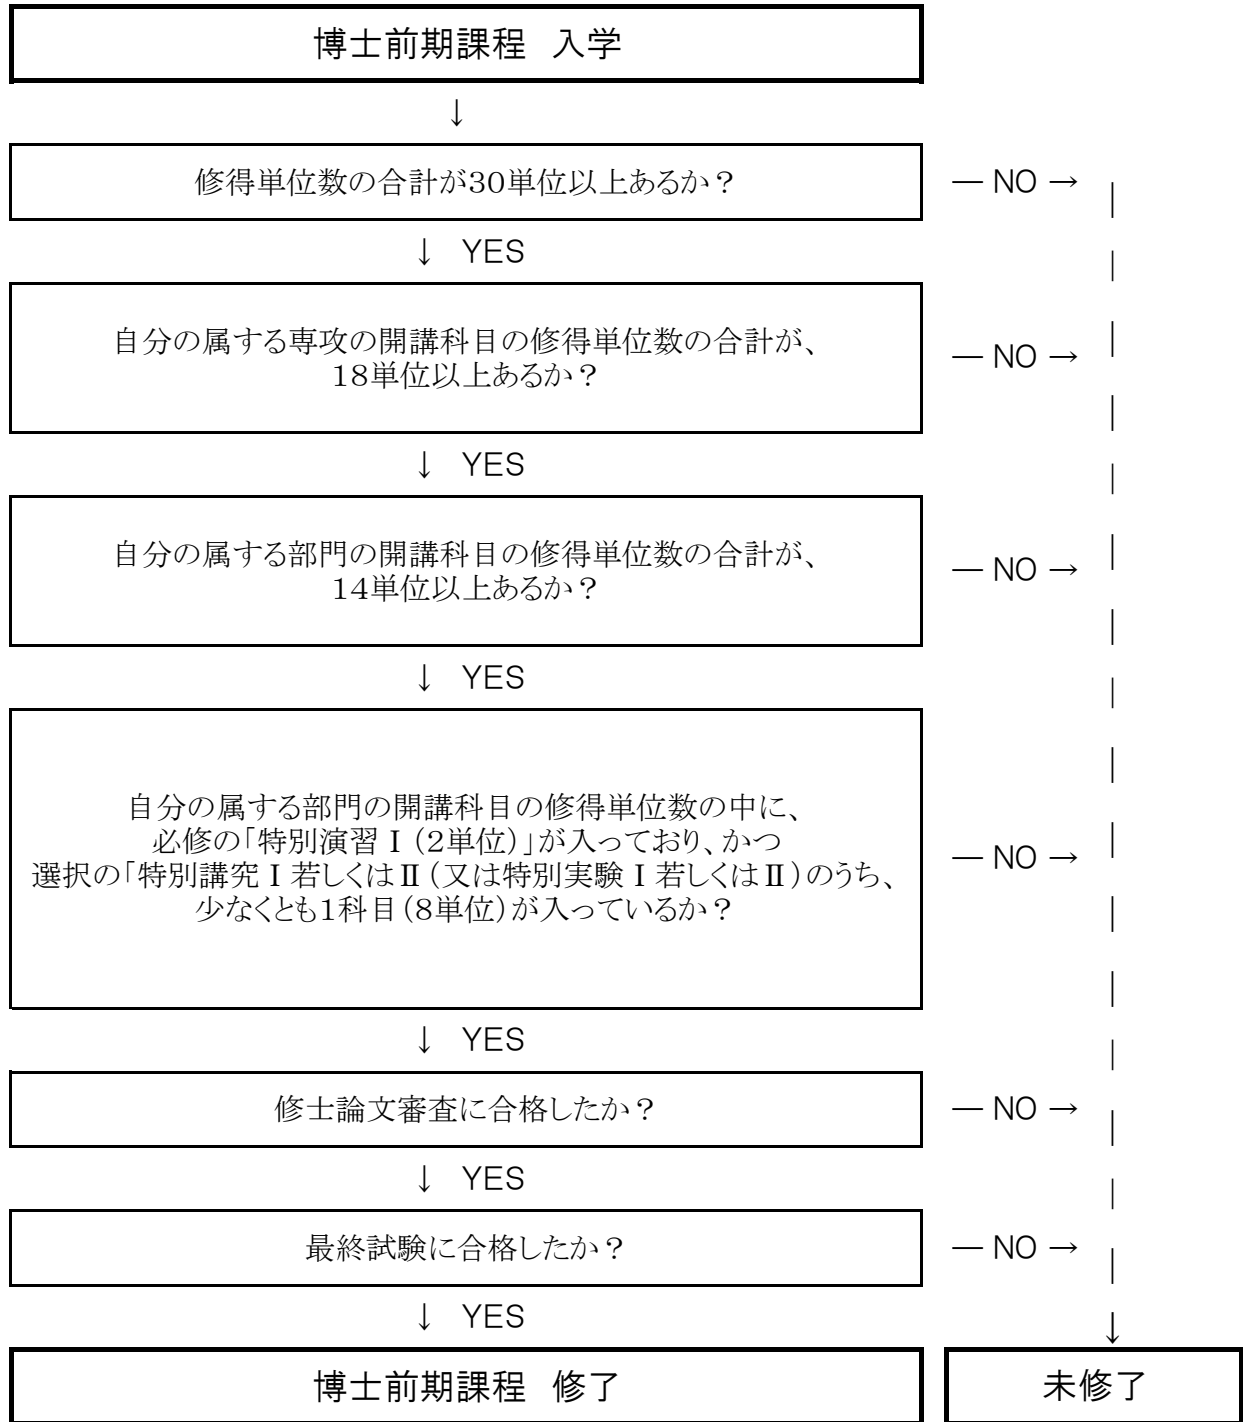 博士前期課程　入学
↓
修得単位数の合計が30単位以上あるか？
― NO →
↓ YES
自分の属する専攻の開講科目の修得単位数の合計が、
18単位以上あるか？
― NO →
↓ YES
自分の属する部門の開講科目の修得単位数の合計が、
14単位以上あるか？
― NO →
↓ YES
自分の属する部門の開講科目の修得単位数の中に、
必修の「特別演習Ⅰ（2単位）」が入っており、かつ
選択の「特別講究Ⅰ若しくはⅡ（又は特別実験Ⅰ若しくはⅡ）のうち、
少なくとも1科目（8単位）が入っているか？
― NO →
↓ YES
修士論文審査に合格したか？
― NO →
↓ YES
最終試験に合格したか？
― NO →
↓ YES
↓
博士前期課程　修了
未修了